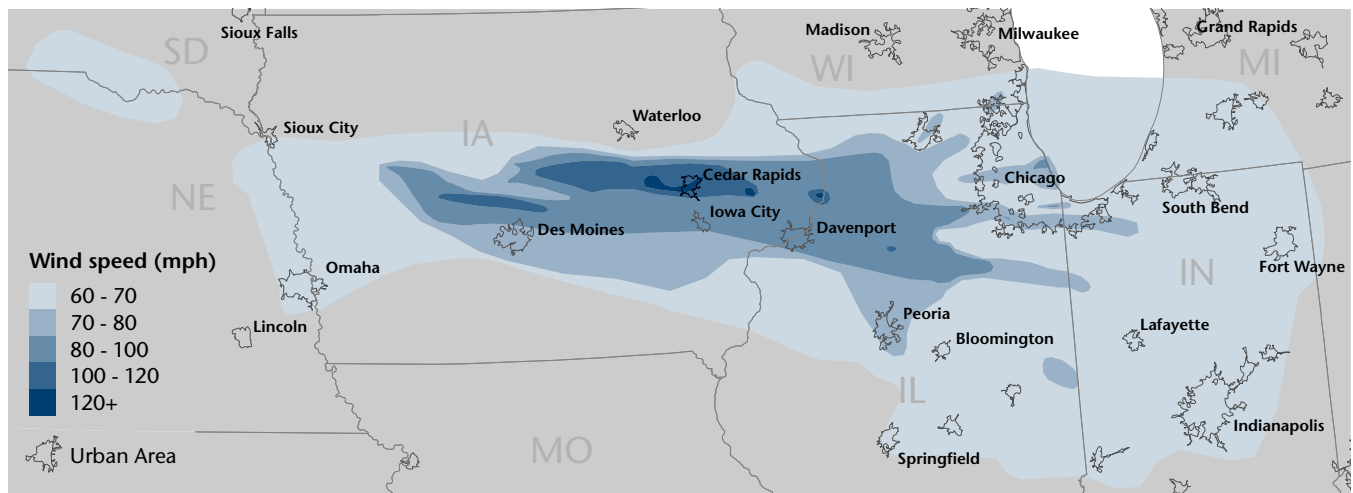 Sioux Falls
SD
Madison
Milwaukee
Grand Rapids
WI
MI
Sioux City
IA
Waterloo
NE
Cedar Rapids
Chicago
Iowa City
South Bend
Des Moines
Davenport
Omaha
Fort Wayne
IN
Lincoln
Peoria
Bloomington
Lafayette
IL
MO
Indianapolis
Springfield
Wind speed (mph)
60 - 70
70 - 80
80 - 100
100 - 120
120+
Urban Area